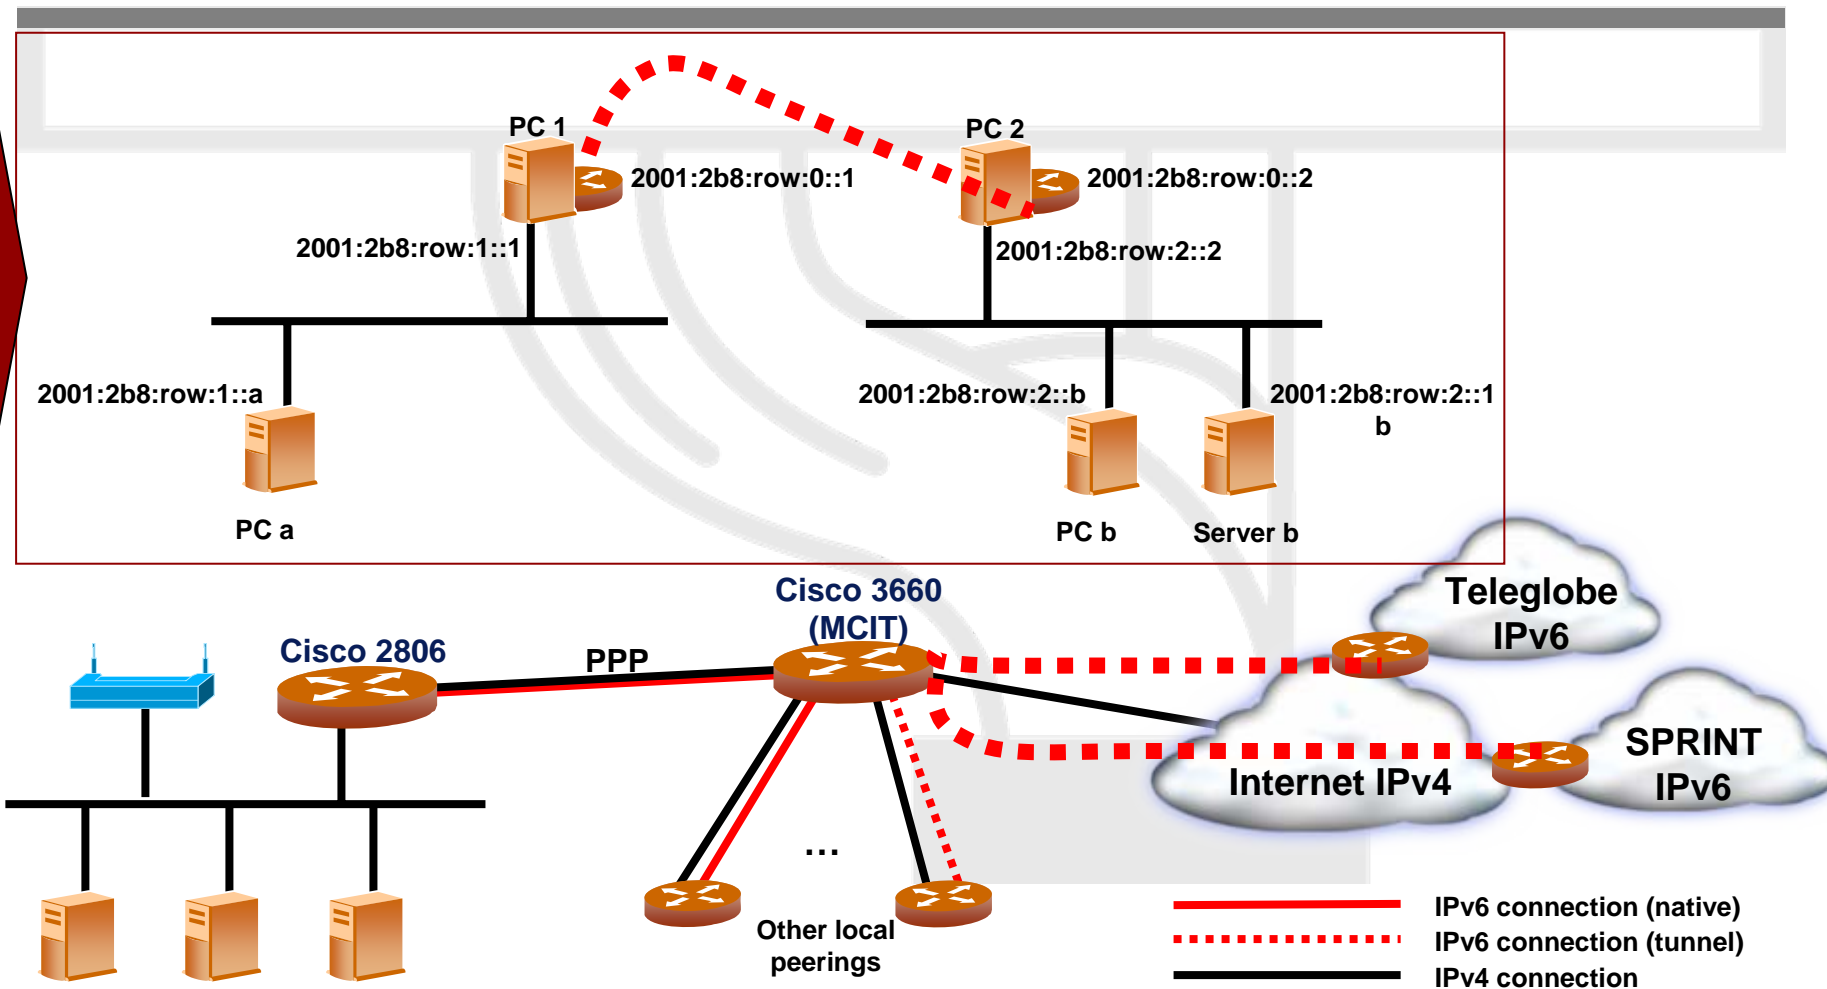 PC 1
PC 2
2001:2b8:row:0::1
2001:2b8:row:0::2
2001:2b8:row:1::1
2001:2b8:row:2::2
2001:2b8:row:1::a
2001:2b8:row:2::b
2001:2b8:row:2::1
b
PC a
PC b
Server b
Cisco 3660
(MCIT)
Teleglobe
IPv6
Cisco 2806
PPP
SPRINT
IPv6
Internet IPv4
...
Other local
peerings
IPv6 connection (native)
IPv6 connection (tunnel)
IPv4 connection